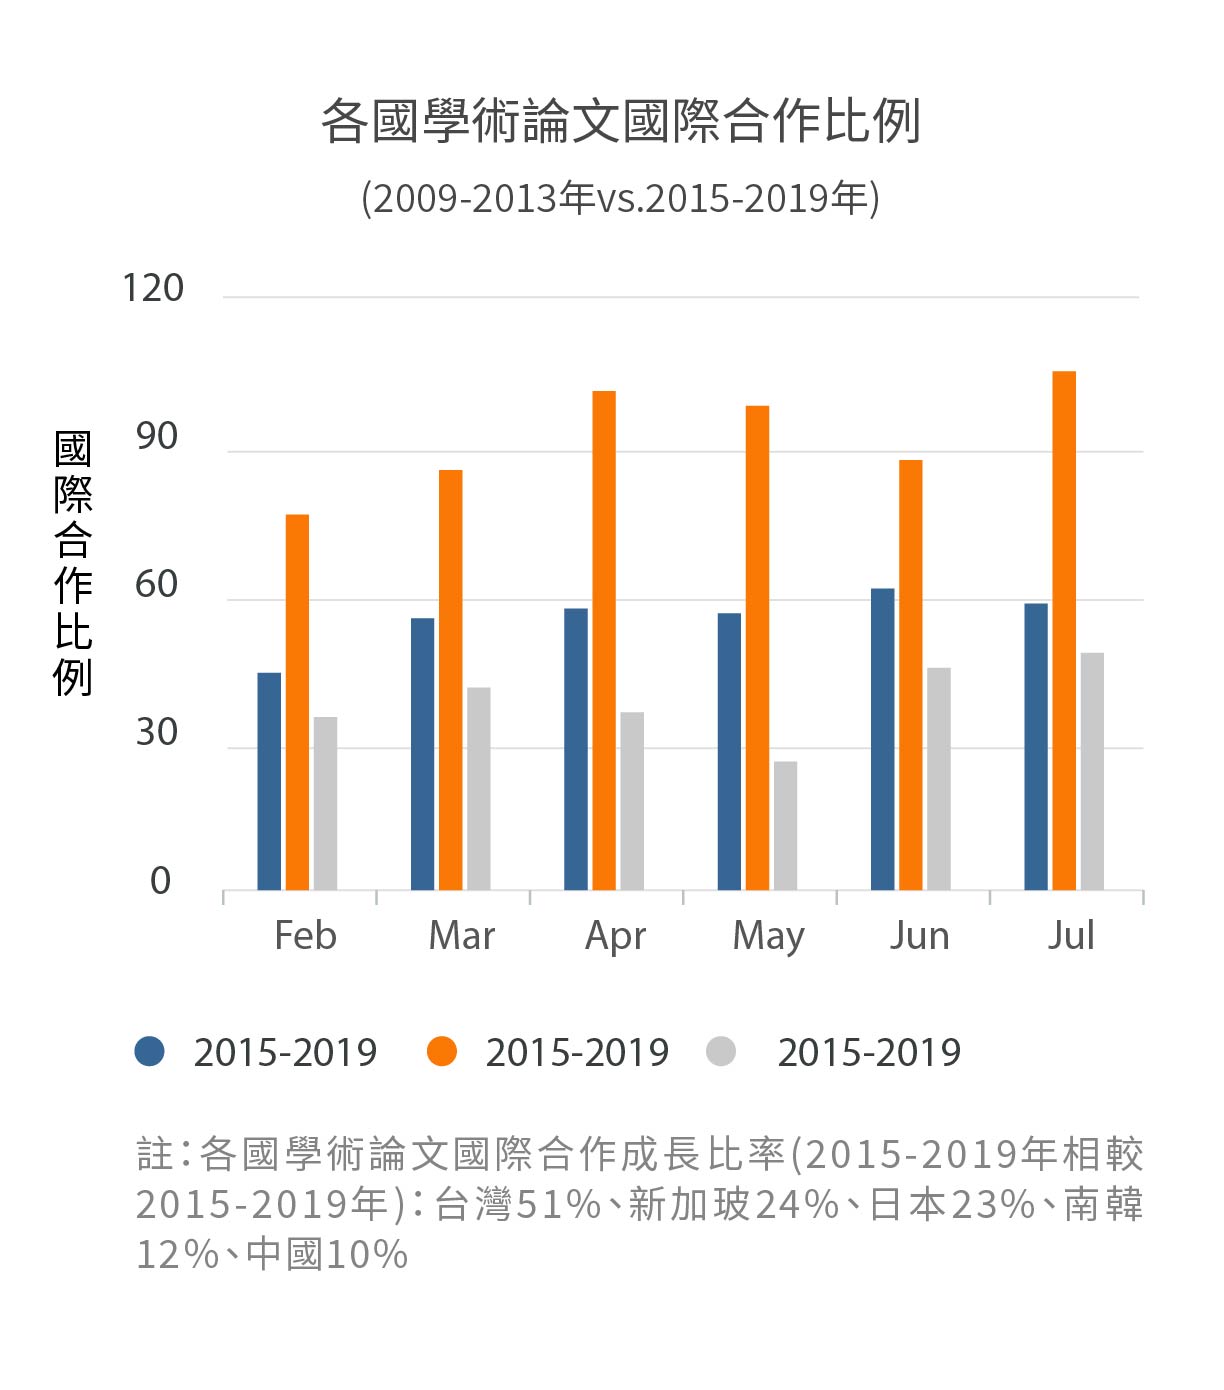 各國學術論文國際合作比例
(2009-2013年vs.2015-2019年)
國際合作比例
120
90
60
30
0
Feb Mar Apr May Jun Jul
2015-2019 2015-2019 2015-2019
註：各國學術論文國際合作成長比率(2015-2019年相較
2015-2019年)：台灣51%、新加玻24%、日本23%、南韓
12%、中國10%